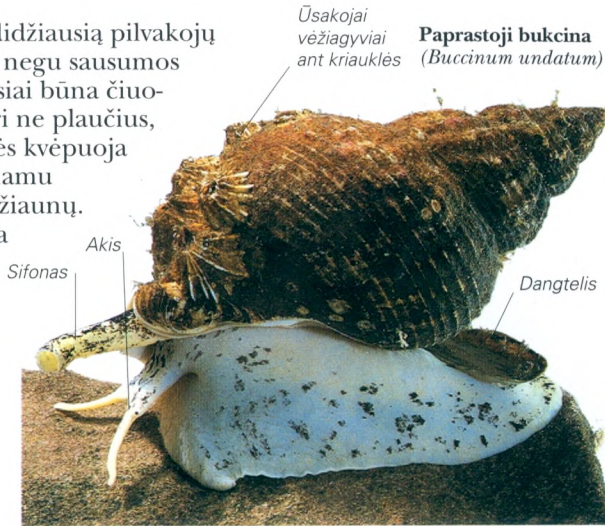 lidžiausią pilvakojų
negu sausumos
siai būna čiuo-
i ne plaučius,
ės kvėpuoja
amu
žiaunų.
a
Ūsakojai
vėžiagyviai
ant kriauklės
Paprastoji bukcina
(Buccinum undatum)
Akis
Sifonas
Dangtelis